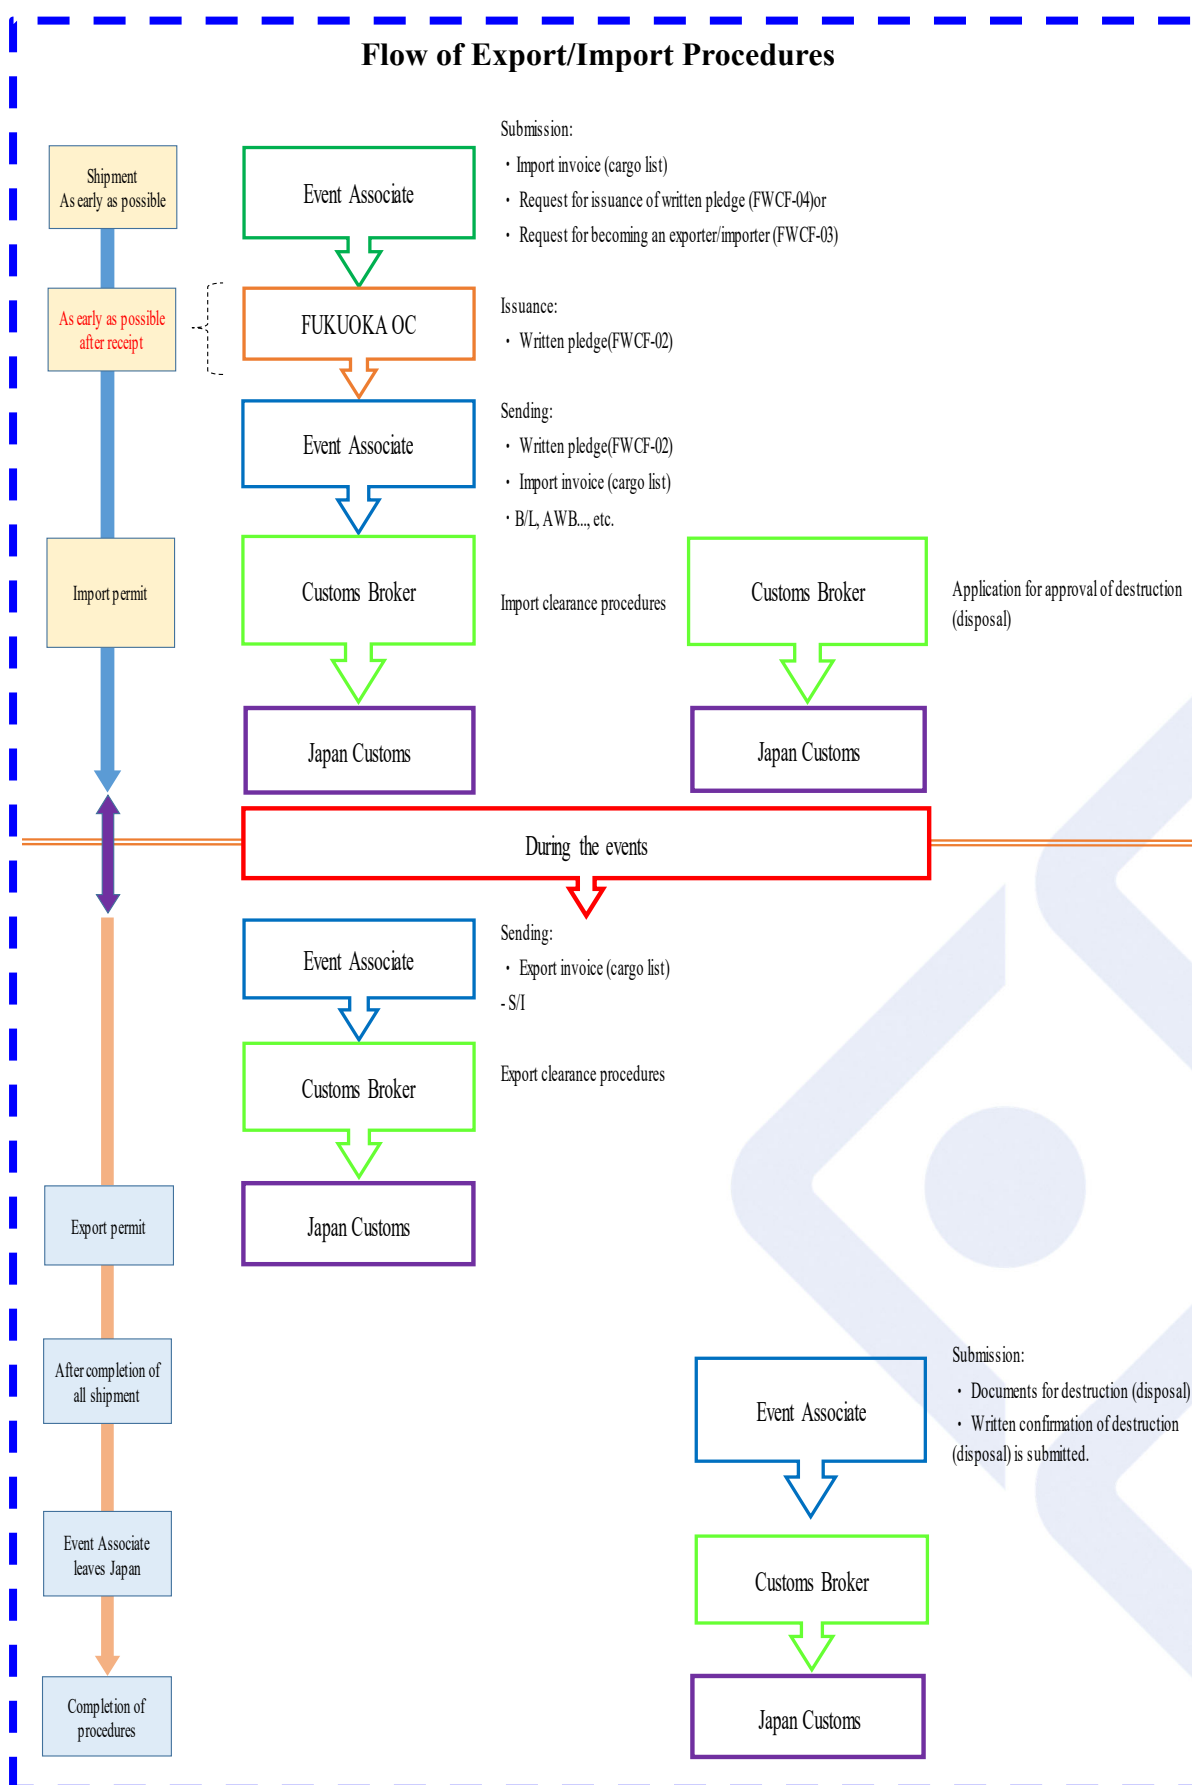 Flow of Export/Import Procedures
Shipment
As early as possible
Event Associate
Submission:
・Import invoice (cargo list)
・ Request for issuance of written pledge (FWCF-04)or
・ Request for becoming an exporter/importer (FWCF-03)
As early as possible
after receipt
FUKUOKA OC
Issuance:
・ Written pledge(FWCF-02)
Event Associate
Sending:
・ Written pledge(FWCF-02)
・ Import invoice (cargo list)
・B/L, AWB..., etc.
Import permit
Customs Broker
Import clearance procedures
Customs Broker
Application for approval of destruction
(disposal)
Japan Customs
Japan Customs
During the events
Event Associate
Sending:
・ Export invoice (cargo list)
- S/I
Customs Broker
Export clearance procedures
Export permit
Japan Customs
After completion of
all shipment
Event Associate
Submission:
・ Documents for destruction (disposal)
・ Written confirmation of destruction
(disposal) is submitted.
Event Associate
leaves Japan
Customs Broker
Completion of
procedures
Japan Customs